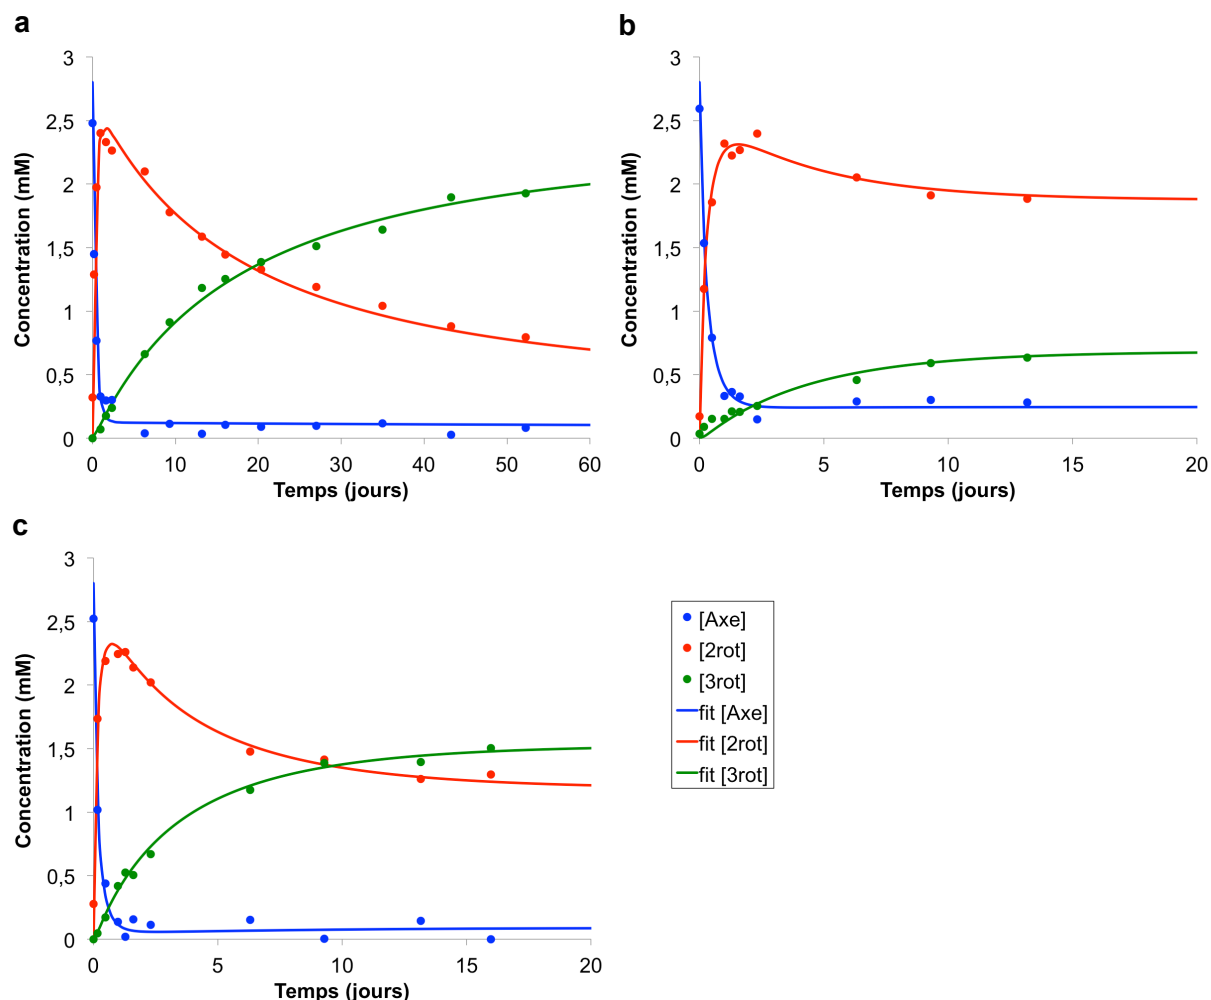 a
3
2,5
2
1,5
1
0,5
0
Concentration (mM)
0 10 20 30 40 50 60
Temps (jours)
b
3
2,5
2
1,5
1
0,5
0
Concentration (mM)
0 5 10 15 20
Temps (jours)
c
3
2,5
2
1,5
1
0,5
0
Concentration (mM)
0 5 10 15 20
Temps (jours)
[Axe]
[2rot]
[3rot]
fit [Axe]
fit [2rot]
fit [3rot]